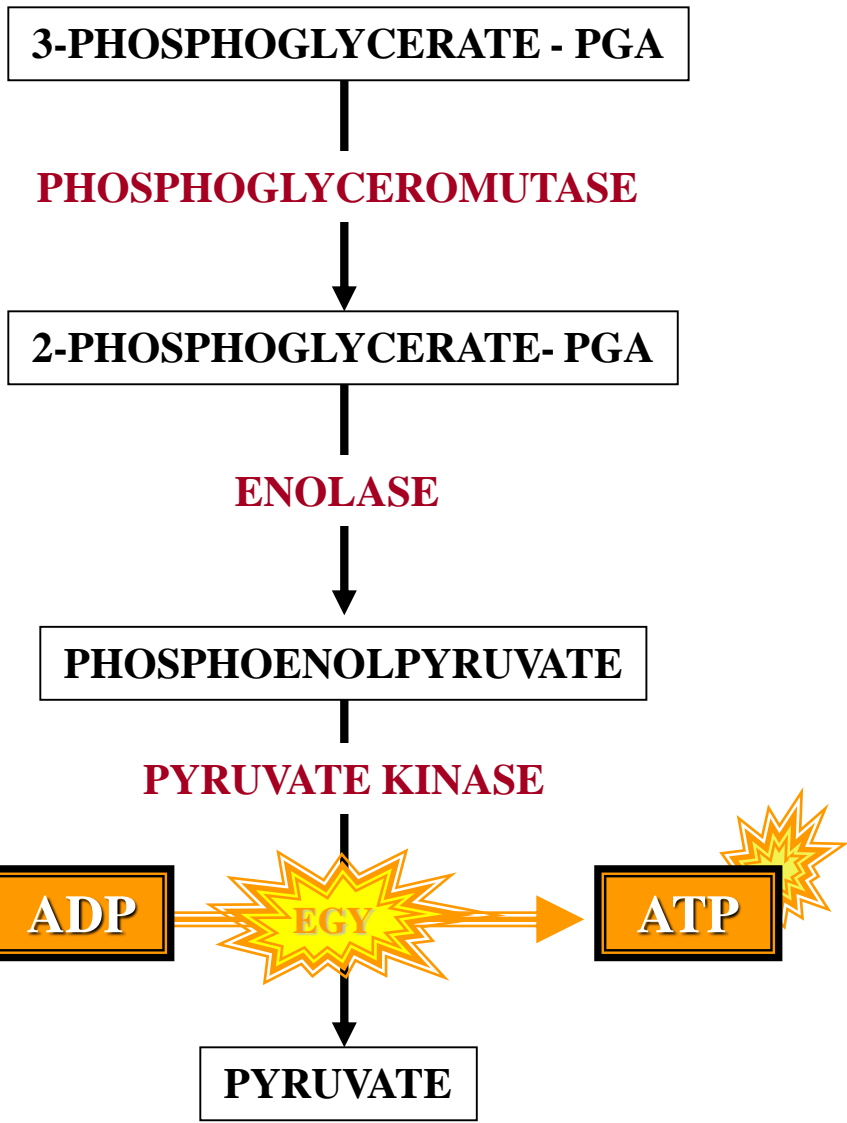 3-PHOSPHOGLYCERATE - PGA
PHOSPHOGLYCEROMUTASE
2-PHOSPHOGLYCERATE- PGA
ENOLASE
PHOSPHOENOLPYRUVATE
PYRUVATE KINASE
ADP EGY ATP
PYRUVATE